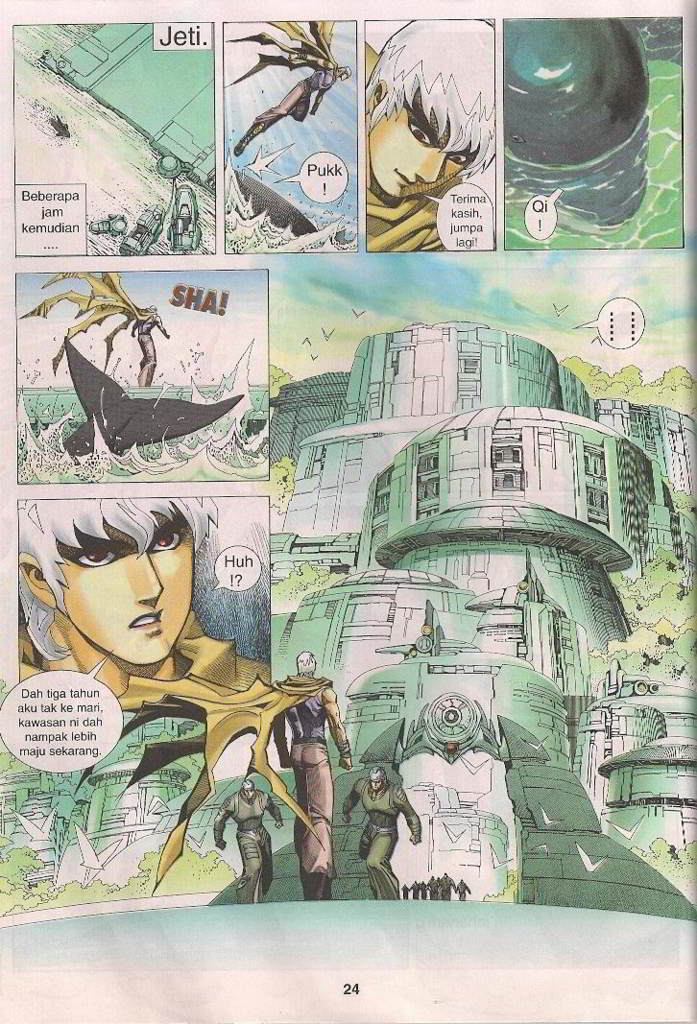 Jeti.
Beberapa
jam
kemudian
....
Pukk
!
Terima
kasih,
jumpa
lagi!
Qi
!
SHA!
Huh
!?
Dah tiga tahun
aku tak ke mari,
kawasan ni dah
nampak lebih
maju sekarang.
24